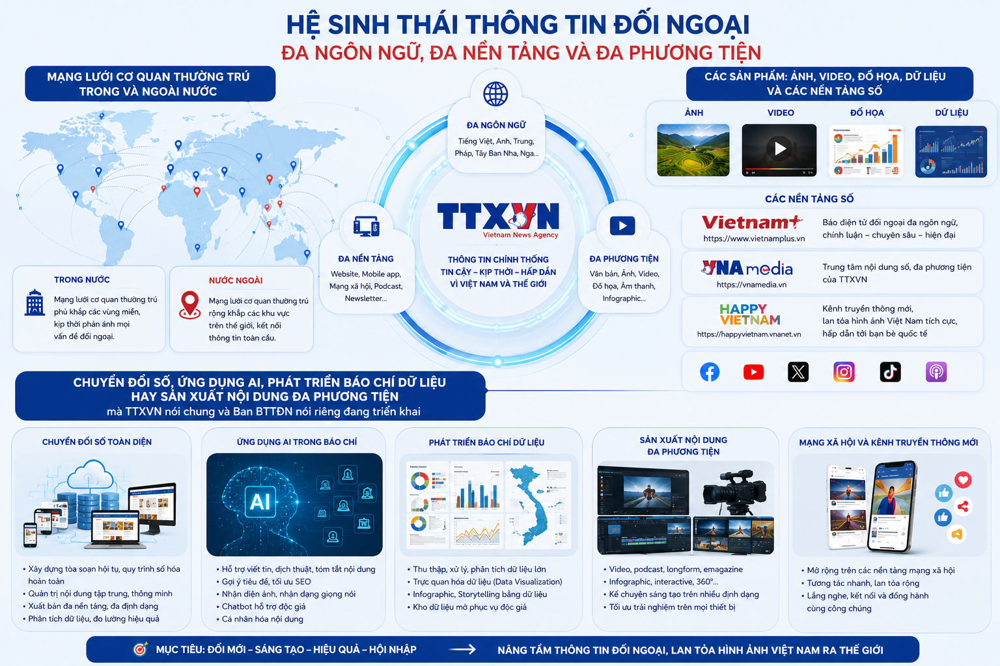 HỆ SINH THÁI THÔNG TIN ĐỐI NGOẠI
ĐA NGÔN NGỮ, ĐA NỀN TẢNG VÀ ĐA PHƯƠNG TIỆN
MẠNG LƯỚI CƠ QUAN THƯỜNG TRÚ
TRONG VÀ NGOÀI NƯỚC
TRONG NƯỚC
Mạng lưới cơ quan thường trú
phủ khắp các vùng miền,
kịp thời phản ánh mọi
vấn đề đối ngoại.
NƯỚC NGOÀI
Mạng lưới cơ quan thường trú
rộng khắp các khu vực
trên thế giới, kết nối
thông tin toàn cầu.
ĐA NGÔN NGỮ
Tiếng Việt, Anh, Trung,
Pháp, Tây Ban Nha, Nga...
ĐA NỀN TẢNG
Website, Mobile app,
Mạng xã hội, Podcast,
Newsletter...
TTXVN
Vietnam News Agency
THÔNG TIN CHÍNH THỐNG
TIN CẬY – KỊP THỜI – HẤP DẪN
VÌ VIỆT NAM VÀ THẾ GIỚI
ĐA PHƯƠNG TIỆN
Văn bản, Ảnh, Video,
Đồ họa, Âm thanh,
Infographic...
CÁC SẢN PHẨM: ẢNH, VIDEO, ĐỒ HỌA, DỮ LIỆU
VÀ CÁC NỀN TẢNG SỐ
ẢNH
VIDEO
ĐỒ HỌA
DỮ LIỆU
CÁC NỀN TẢNG SỐ
Vietnam+
https://www.vietnamplus.vn
Báo điện tử đối ngoại đa ngôn ngữ,
chính luận – chuyên sâu – hiện đại
VNA media
https://vnamedia.vn
Trung tâm nội dung số, đa phương tiện
của TTXVN
HAPPY
VIETNAM
https://happyvietnam.vnanet.vn
Kênh truyền thông mới,
lan tỏa hình ảnh Việt Nam tích cực,
hấp dẫn tới bạn bè quốc tế
CHUYỂN ĐỔI SỐ, ỨNG DỤNG AI, PHÁT TRIỂN BÁO CHÍ DỮ LIỆU
HAY SẢN XUẤT NỘI DUNG ĐA PHƯƠNG TIỆN
mà TTXVN nói chung và Ban BTTĐN nói riêng đang triển khai
CHUYỂN ĐỔI SỐ TOÀN DIỆN
• Xây dựng tòa soạn hội tụ, quy trình số hóa
hoàn toàn
• Quản trị nội dung tập trung, thông minh
• Xuất bản đa nền tảng, đa định dạng
• Phân tích dữ liệu, đo lường hiệu quả
ỨNG DỤNG AI TRONG BÁO CHÍ
AI
• Hỗ trợ viết tin, dịch thuật, tóm tắt nội dung
• Gợi ý tiêu đề, tối ưu SEO
• Nhận diện ảnh, nhận dạng giọng nói
• Chatbot hỗ trợ độc giả
• Cá nhân hóa nội dung
PHÁT TRIỂN BÁO CHÍ DỮ LIỆU
• Thu thập, xử lý, phân tích dữ liệu lớn
• Trực quan hóa dữ liệu (Data Visualization)
• Infographic, Storytelling bằng dữ liệu
• Kho dữ liệu mở phục vụ độc giả
SẢN XUẤT NỘI DUNG
ĐA PHƯƠNG TIỆN
• Video, podcast, longform, emagazine
• Infographic, interactive, 360°...
• Kể chuyện sáng tạo trên nhiều định dạng
• Tối ưu trải nghiệm trên mọi thiết bị
MẠNG XÃ HỘI VÀ KÊNH TRUYỀN THÔNG MỚI
• Mở rộng trên các nền tảng mạng xã hội
• Tương tác nhanh, lan tỏa rộng
• Lắng nghe, kết nối và đồng hành
cùng công chúng
MỤC TIÊU: ĐỔI MỚI – SÁNG TẠO – HIỆU QUẢ – HỘI NHẬP
NÂNG TẦM THÔNG TIN ĐỐI NGOẠI, LAN TỎA HÌNH ẢNH VIỆT NAM RA THẾ GIỚI